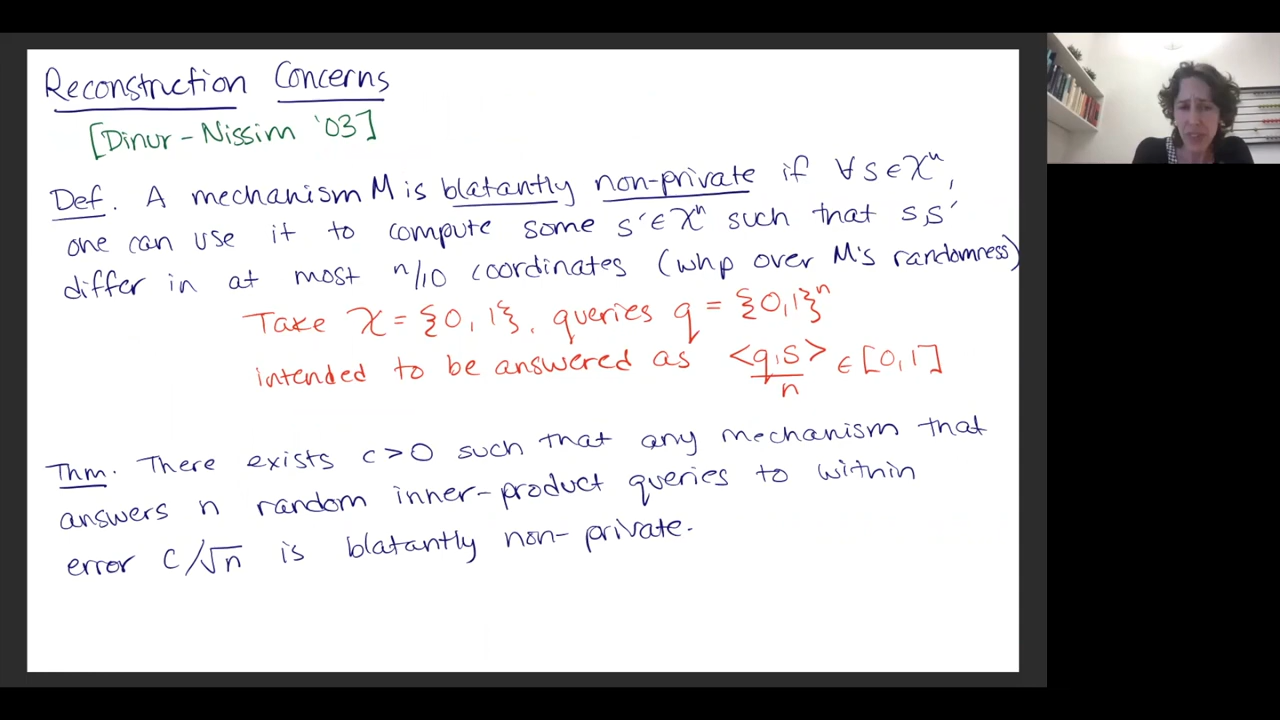 Reconstruction Concerns
[Dinur-Nissim '03]
Def. A mechanism M is blatantly non-private if ∀ s ∈ X^n,
one can use it to compute some s' ∈ X^n such that s,s'
differ in at most n/10 coordinates (whp over M's randomness)
Take X = {0,1}, queries q = {0,1}^n
intended to be answered as <q,s>/n ∈ [0,1]
Thm. There exists c>0 such that any mechanism that
answers n random inner-product queries to within
error c/√n is blatantly non-private.